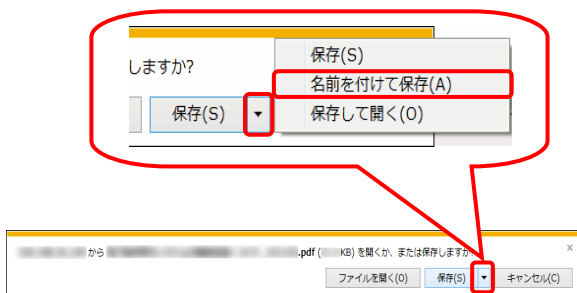 しますか?
保存(S)
保存(S)
名前を付けて保存(A)
保存して開く(O)
から .pdf ( KB) を開くか、または保存しますか?
×
ファイルを開く(O) 保存(S) キャンセル(C)